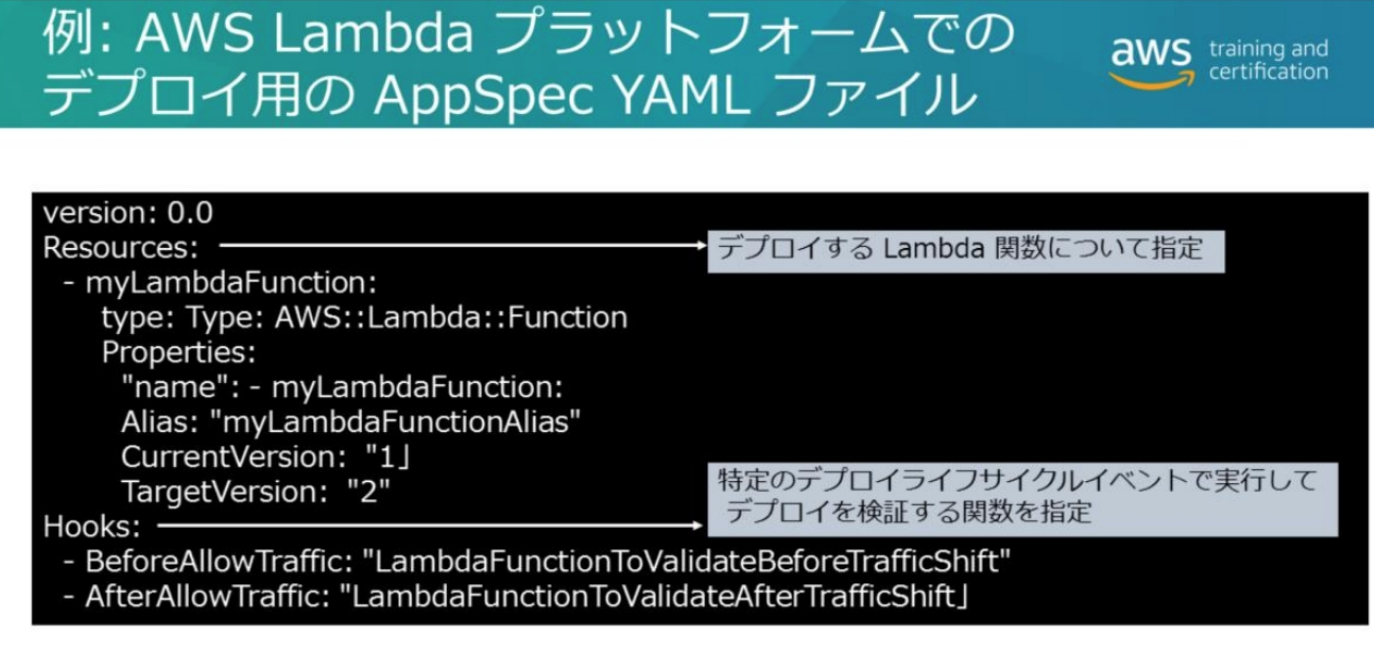 例: AWS Lambda プラットフォームでの
デプロイ用の AppSpec YAML ファイル
aws training and
certification
version: 0.0
Resources:
デプロイする Lambda 関数について指定
- myLambdaFunction:
type: Type: AWS::Lambda::Function
Properties:
"name": - myLambdaFunction:
Alias: "myLambdaFunctionAlias"
CurrentVersion: "1」
TargetVersion: "2"
特定のデプロイライフサイクルイベントで実行して
デプロイを検証する関数を指定
Hooks:
- BeforeAllowTraffic: "LambdaFunctionToValidateBeforeTrafficShift"
- AfterAllowTraffic: "LambdaFunctionToValidateAfterTrafficShift」